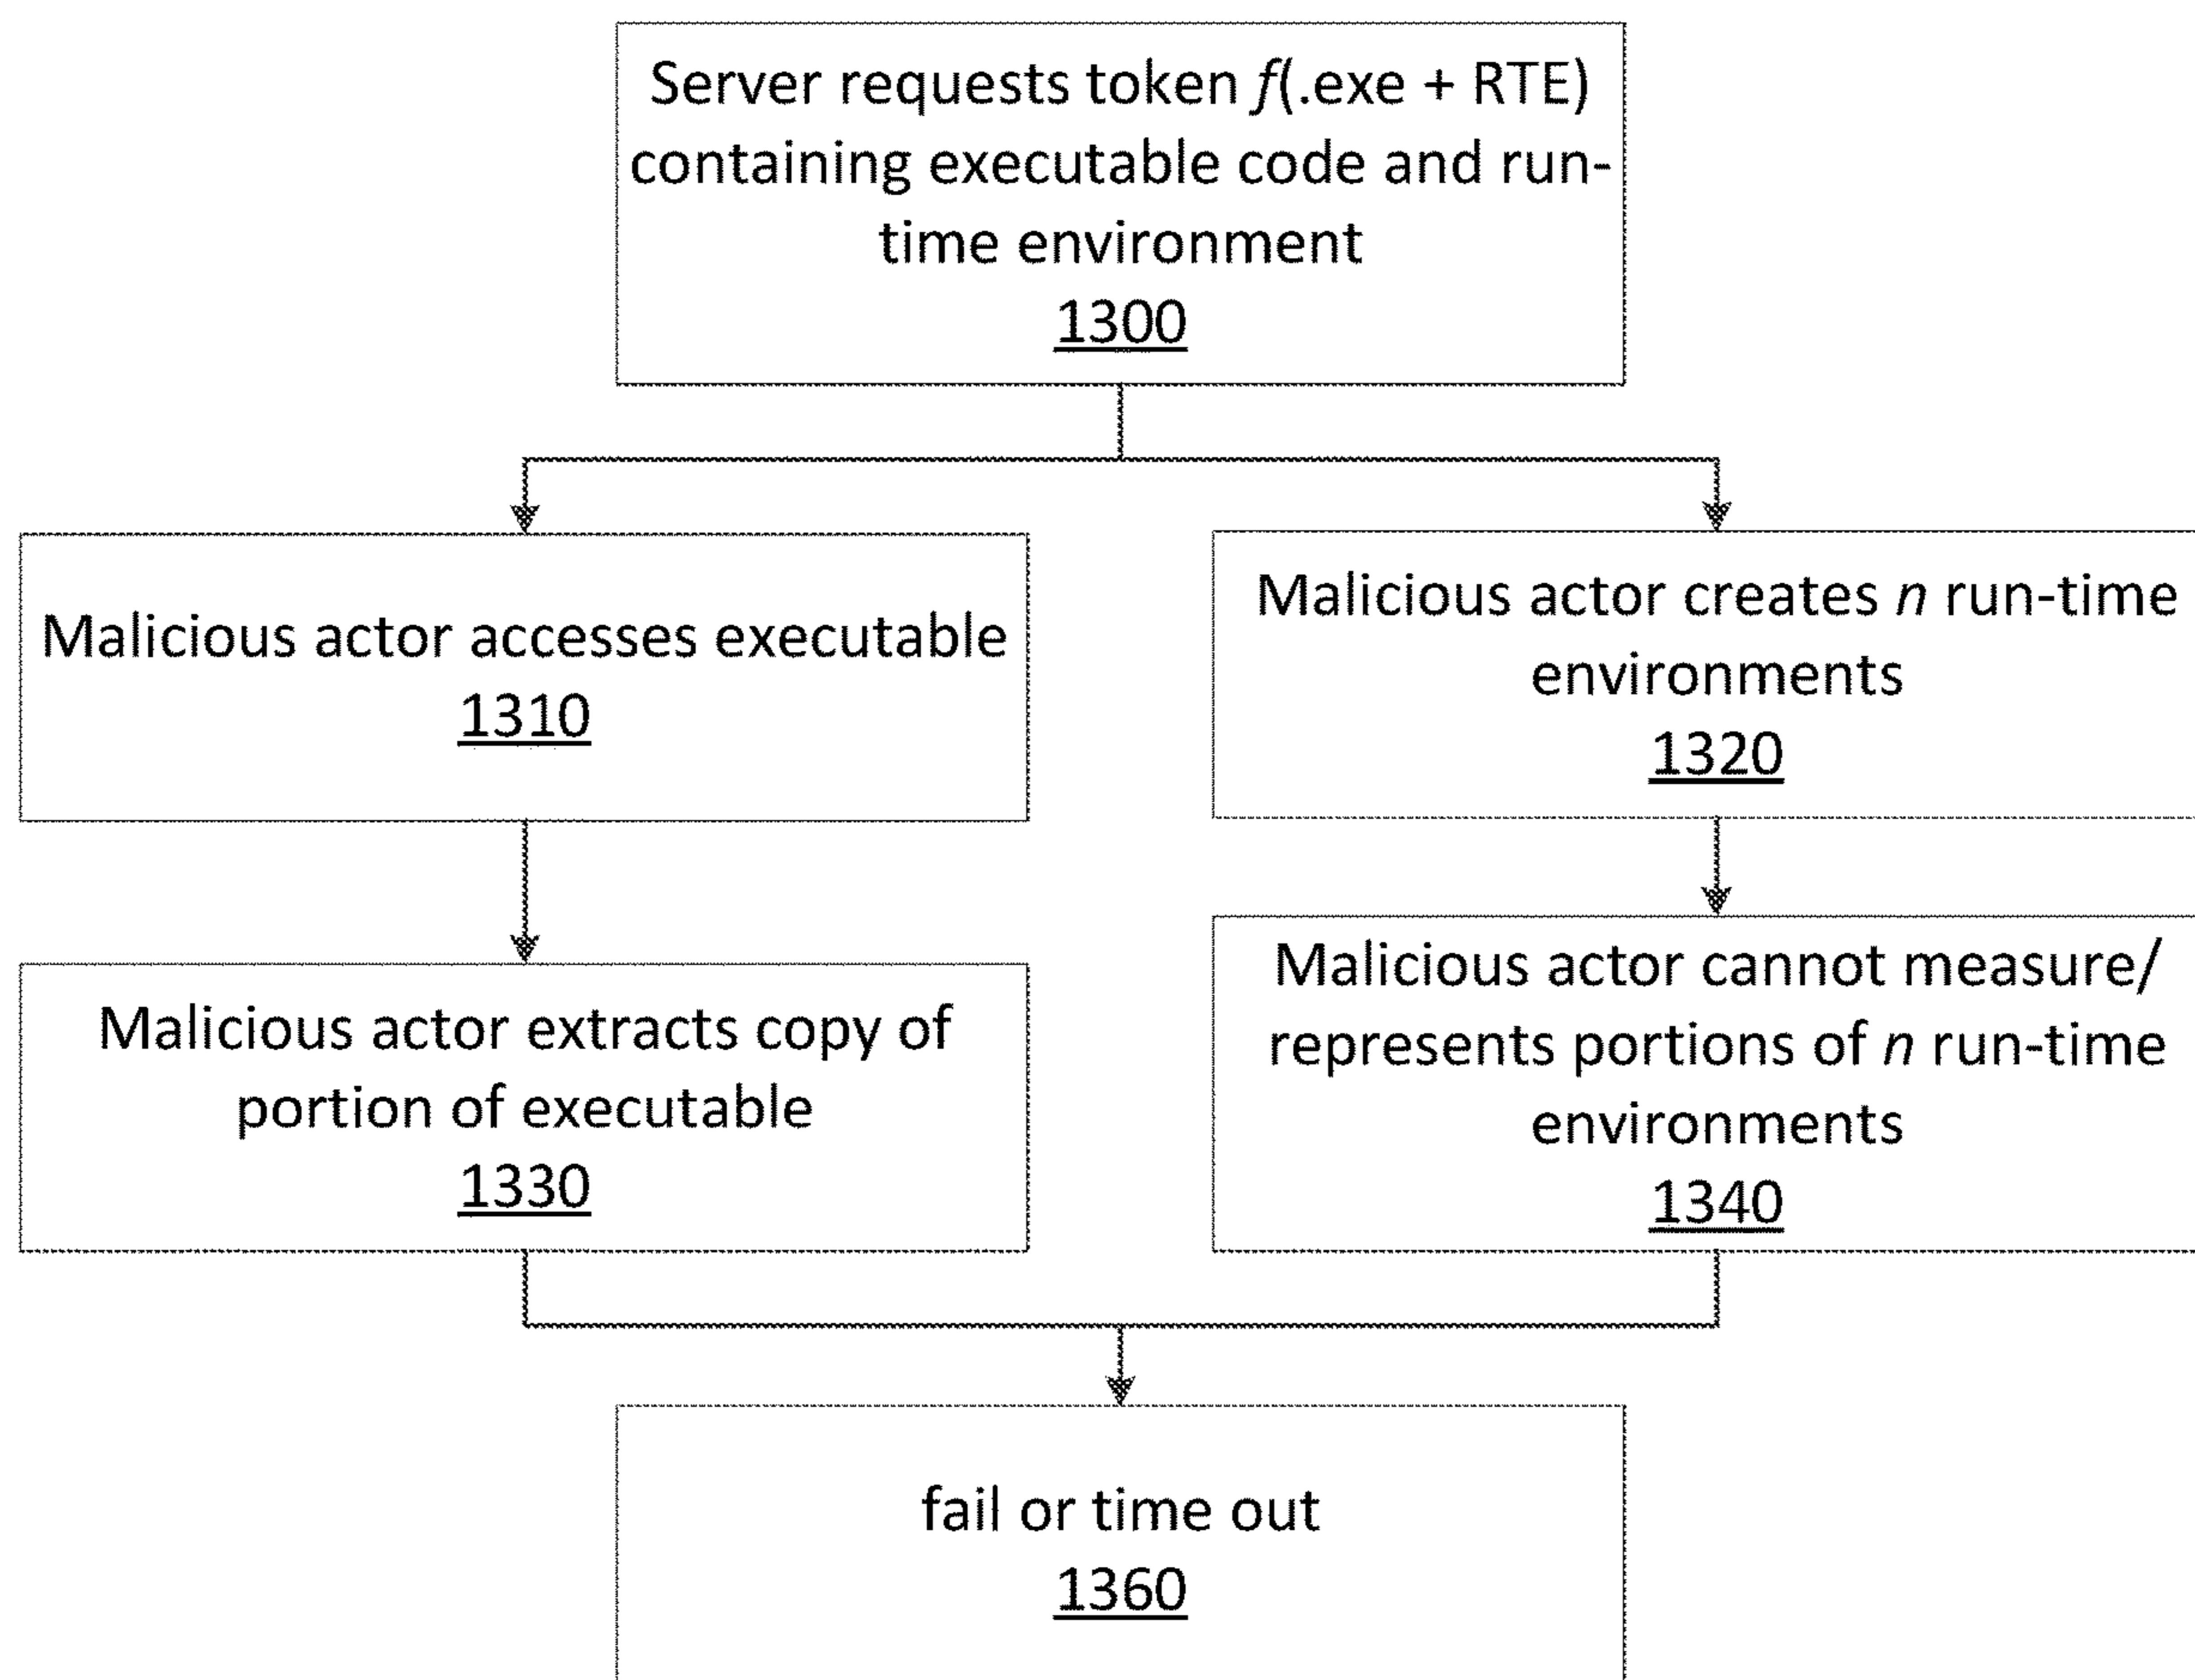 Server requests token f(.exe + RTE)
containing executable code and run-
time environment
1300
Malicious actor accesses executable
1310
Malicious actor creates n run-time
environments
1320
Malicious actor extracts copy of
portion of executable
1330
Malicious actor cannot measure/
represents portions of n run-time
environments
1340
fail or time out
1360